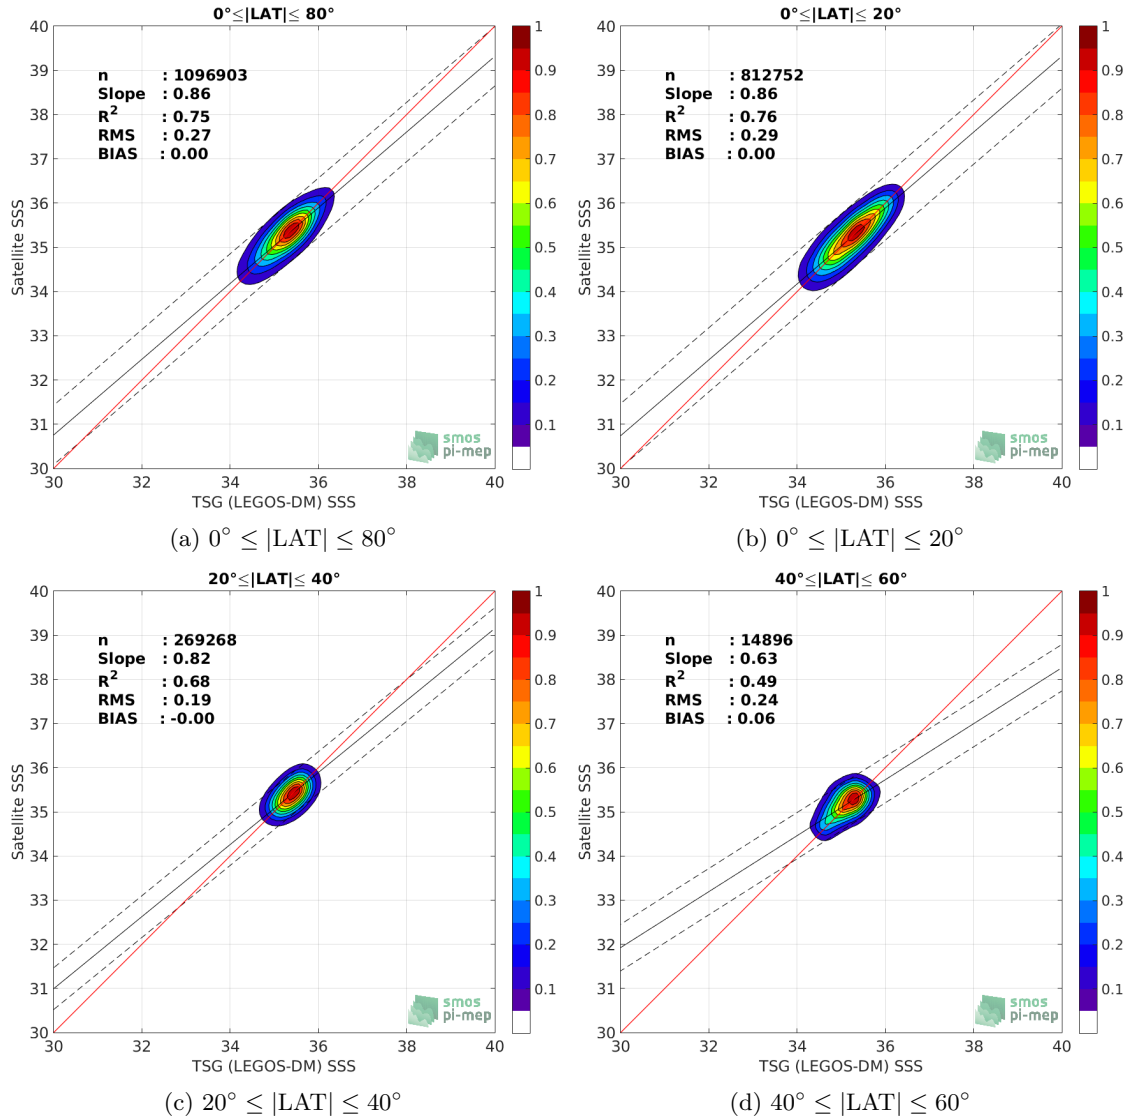 0°≤|LAT|≤ 80°
n : 1096903
Slope : 0.86
R² : 0.75
RMS : 0.27
BIAS : 0.00
Satellite SSS
40
39
38
37
36
35
34
33
32
31
30
30 32 34 36 38 40
TSG (LEGOS-DM) SSS
smos
pi-mep
1
0.9
0.8
0.7
0.6
0.5
0.4
0.3
0.2
0.1
(a) 0° ≤ |LAT| ≤ 80°
0°≤|LAT|≤ 20°
n : 812752
Slope : 0.86
R² : 0.76
RMS : 0.29
BIAS : 0.00
Satellite SSS
40
39
38
37
36
35
34
33
32
31
30
30 32 34 36 38 40
TSG (LEGOS-DM) SSS
smos
pi-mep
1
0.9
0.8
0.7
0.6
0.5
0.4
0.3
0.2
0.1
(b) 0° ≤ |LAT| ≤ 20°
20°≤|LAT|≤ 40°
n : 269268
Slope : 0.82
R² : 0.68
RMS : 0.19
BIAS : -0.00
Satellite SSS
40
39
38
37
36
35
34
33
32
31
30
30 32 34 36 38 40
TSG (LEGOS-DM) SSS
smos
pi-mep
1
0.9
0.8
0.7
0.6
0.5
0.4
0.3
0.2
0.1
(c) 20° ≤ |LAT| ≤ 40°
40°≤|LAT|≤ 60°
n : 14896
Slope : 0.63
R² : 0.49
RMS : 0.24
BIAS : 0.06
Satellite SSS
40
39
38
37
36
35
34
33
32
31
30
30 32 34 36 38 40
TSG (LEGOS-DM) SSS
smos
pi-mep
1
0.9
0.8
0.7
0.6
0.5
0.4
0.3
0.2
0.1
(d) 40° ≤ |LAT| ≤ 60°